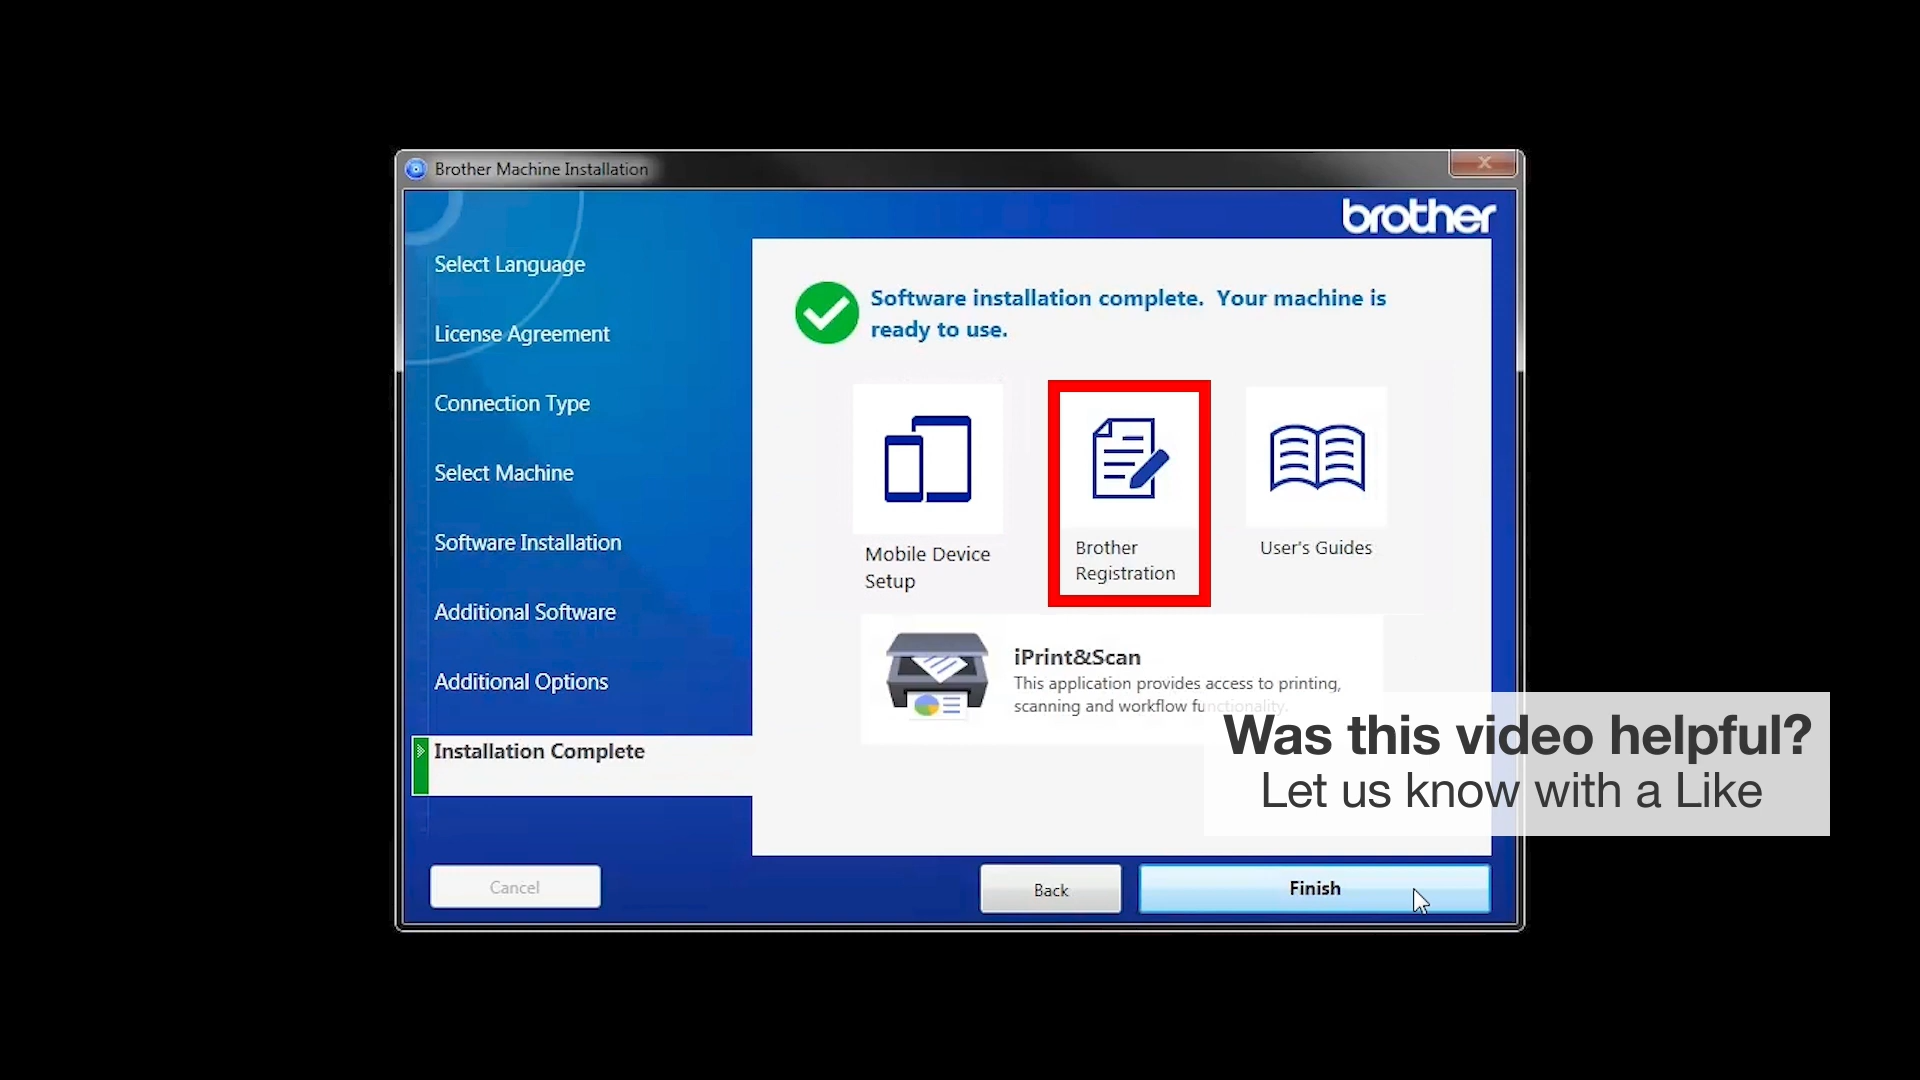 Brother Machine Installation
brother
Select Language
License Agreement
Connection Type
Select Machine
Software Installation
Additional Software
Additional Options
Installation Complete
Software installation complete. Your machine is
ready to use.
Mobile Device
Setup
Brother
Registration
User's Guides
iPrint&Scan
This application provides access to printing,
scanning and workflow functionality.
Was this video helpful?
Let us know with a Like
Cancel
Back
Finish